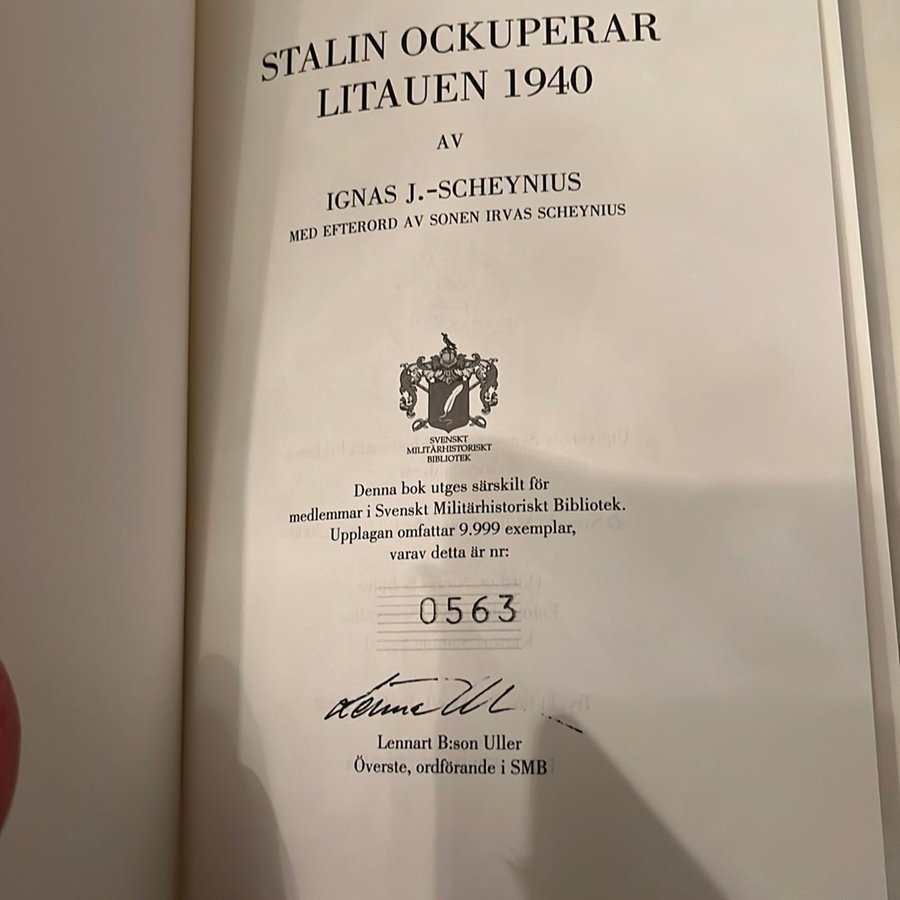 STALIN OCKUPERAR
LITAUEN 1940
AV
IGNAS J.-SCHEYNIUS
MED EFTERORD AV SONEN IRVAS SCHEYNIUS
SVENSKT
MILITÄRHISTORISKT
BIBLIOTEK
Denna bok utges särskilt för
medlemmar i Svenskt Militärhistoriskt Bibliotek.
Upplagan omfattar 9.999 exemplar,
varav detta är nr:
0563
Lennart B:son Uller
Överste, ordförande i SMB